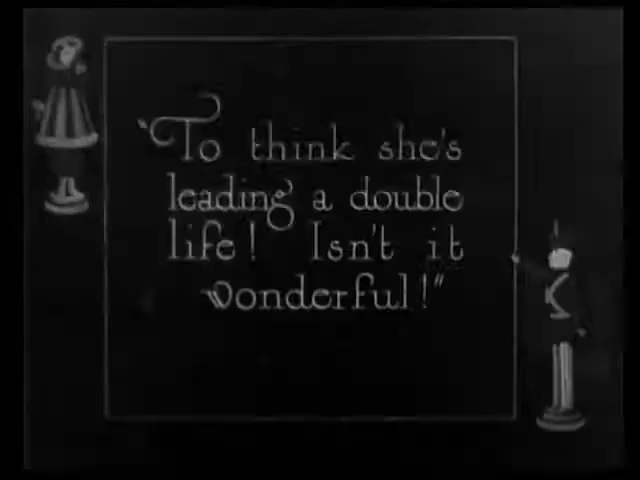 "To think she's
leading a double
life! Isn't it
wonderful!"